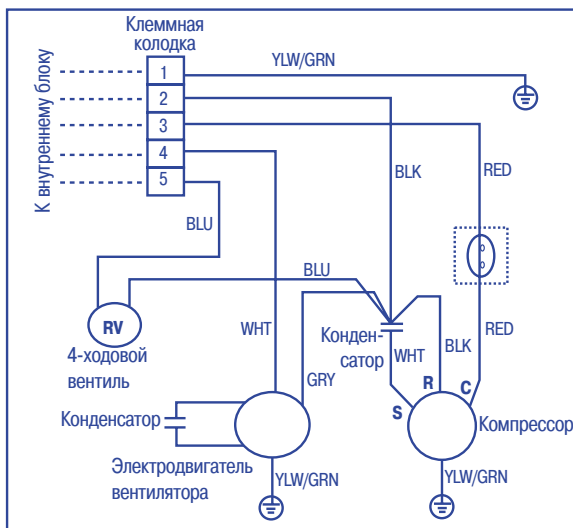 Клеммная
колодка
К внутреннему блоку
1
2
3
4
5
YLW/GRN
BLK
RED
BLU
BLU
RV
4-ходовой
вентиль
WHT
GRY
Конден-
сатор
WHT
BLK
RED
R
C
S
Конденсатор
Компрессор
Электродвигатель
вентилятора
YLW/GRN
YLW/GRN